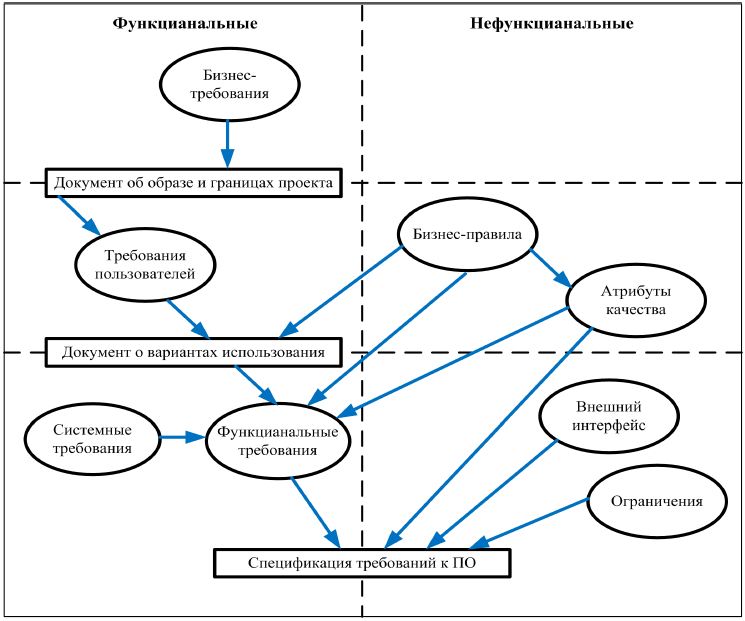 Функцианальные
Нефункцианальные
Бизнес-
требования
Документ об образе и границах проекта
Требования
пользователей
Бизнес-правила
Атрибуты
качества
Документ о вариантах использования
Системные
требования
Функцианальные
требования
Внешний
интерфейс
Ограничения
Спецификация требований к ПО